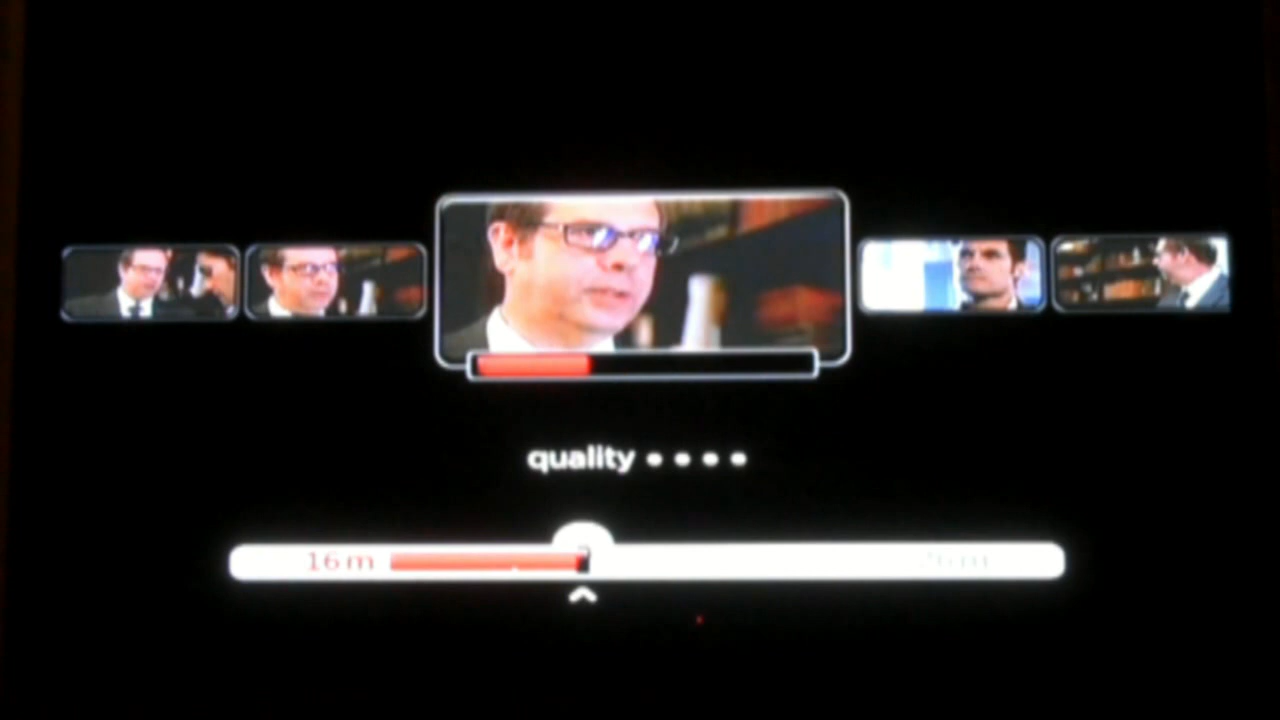 quality • • • •
16m